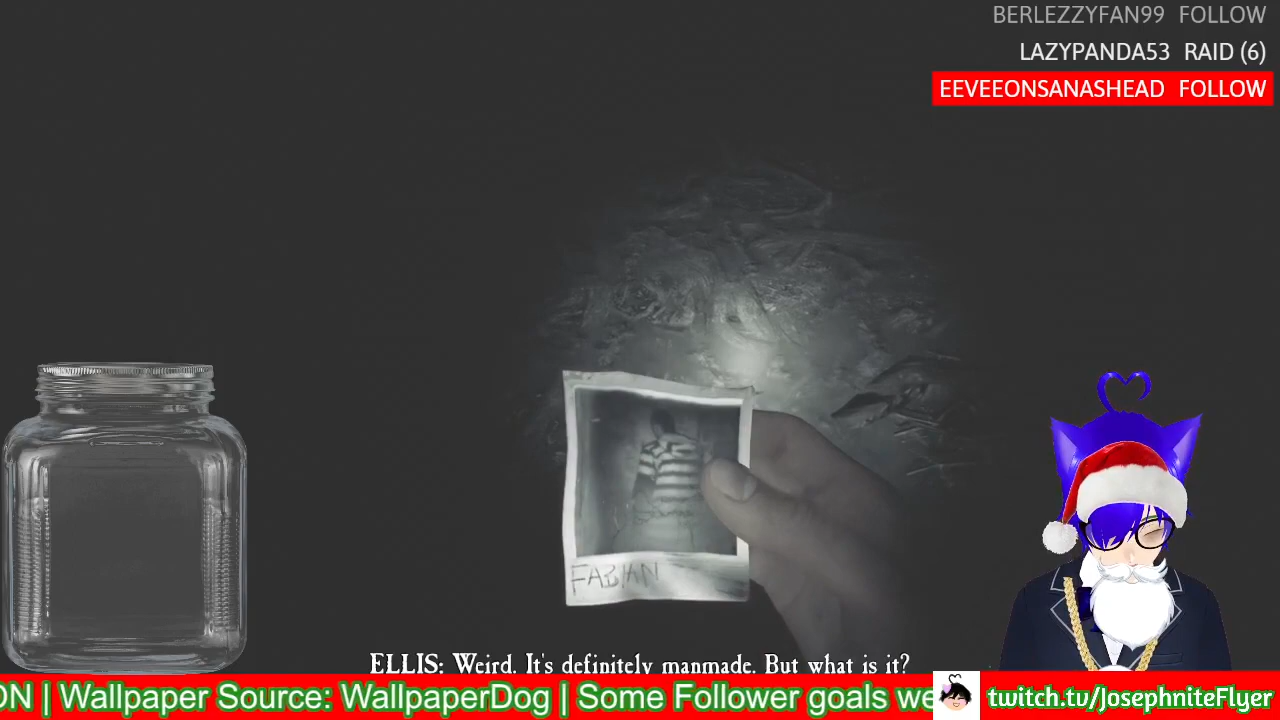 BERLEZZYFAN99 FOLLOW
LAZYPANDA53 RAID (6)
EEVEEONSANASHEAD FOLLOW
FABIAN
ELLIS: Weird. It's definitely manmade. But what is it?
ON | Wallpaper Source: WallpaperDog | Some Follower goals we
twitch.tv/JosephniteFlyer